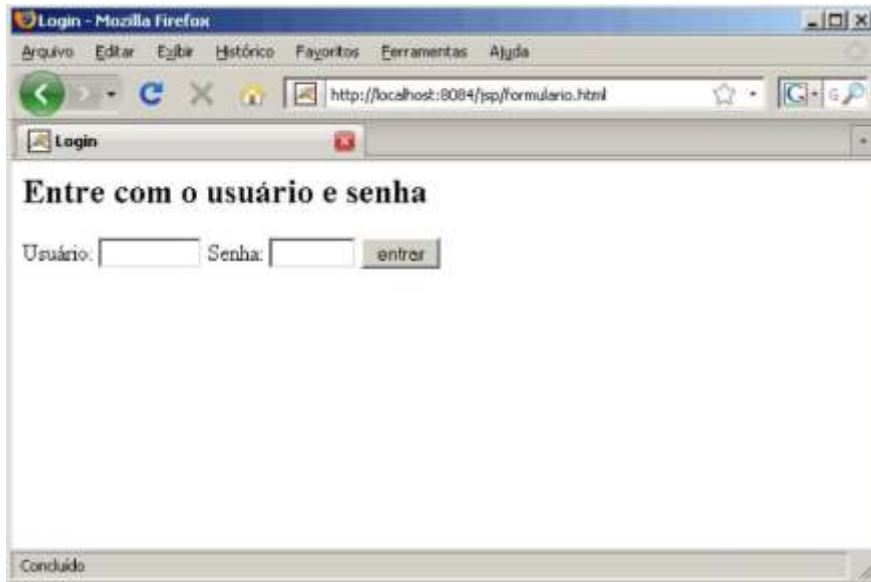 Login - Mozilla Firefox
Arquivo Editar Exibir Histórico Favoritos Ferramentas Ajuda
http://localhost:8084/jsp/formulario.html G
Login
Entre com o usuário e senha
Usuário: Senha: entrar
Concluído